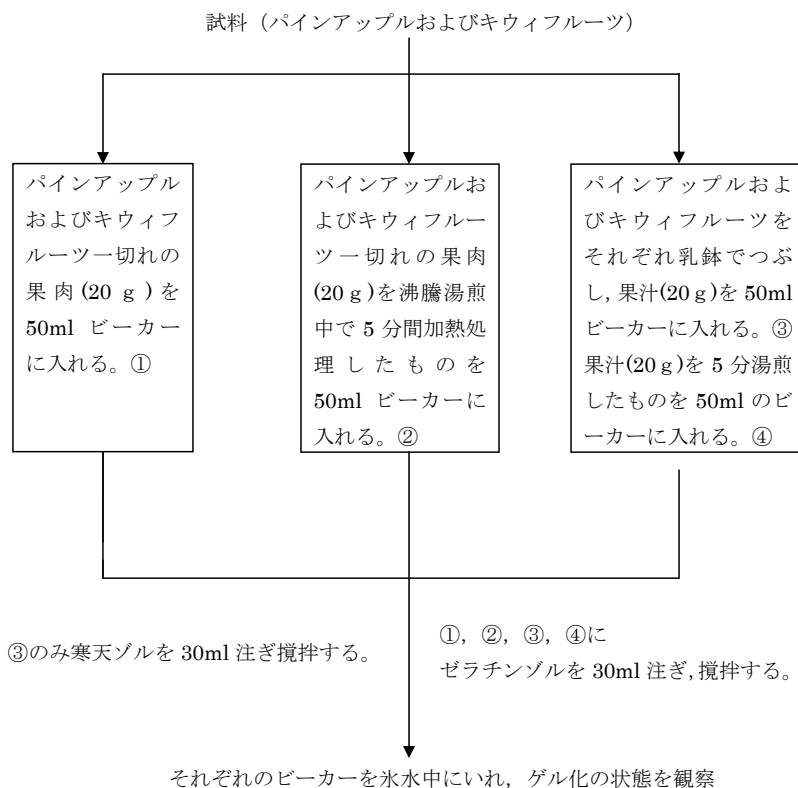 試料（パインアップルおよびキウィフルーツ）
パインアップル
およびキウィフ
ルーツ一切れの
果肉(20 g)を
50ml ビーカー
に入れる。①
パインアップルお
よびキウィフルー
ツ一切れの果肉
(20 g)を沸騰湯煎
中で 5 分間加熱処
理したものを
50ml ビーカーに
入れる。②
パインアップルおよ
びキウィフルーツを
それぞれ乳鉢でつぶ
し, 果汁(20 g)を 50ml
ビーカーに入れる。③
果汁(20 g)を 5 分湯煎
したものを 50ml のビ
ーカーに入れる。④
③のみ寒天ゾルを 30ml 注ぎ撹拌する。
①，②，③，④に
ゼラチンゾルを 30ml 注ぎ, 撹拌する。
それぞれのビーカーを氷水中にいれ，ゲル化の状態を観察